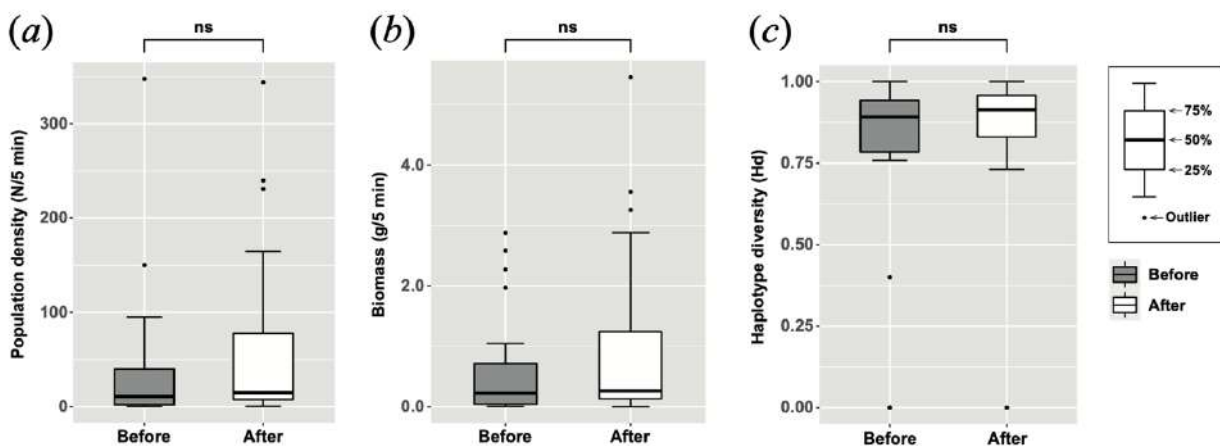 (a)
ns
Population density (N/5 min)
300
200
100
0
Before
After
(b)
ns
Biomass (g/5 min)
4.0
2.0
0.0
Before
After
(c)
ns
Haplotype diversity (Hd)
1.00
0.75
0.50
0.25
0.00
Before
After
75%
50%
25%
Outlier
Before
After